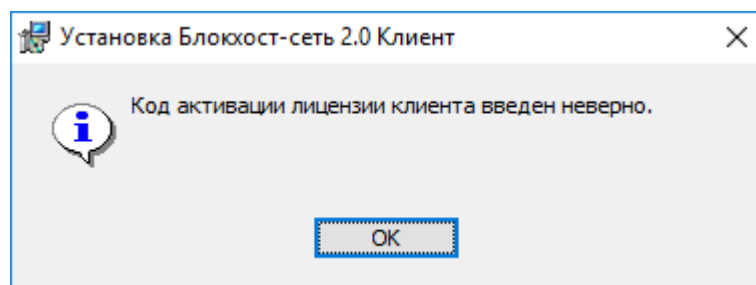 Установка Блокхост-сеть 2.0 Клиент
Код активации лицензии клиента введен неверно.
OK